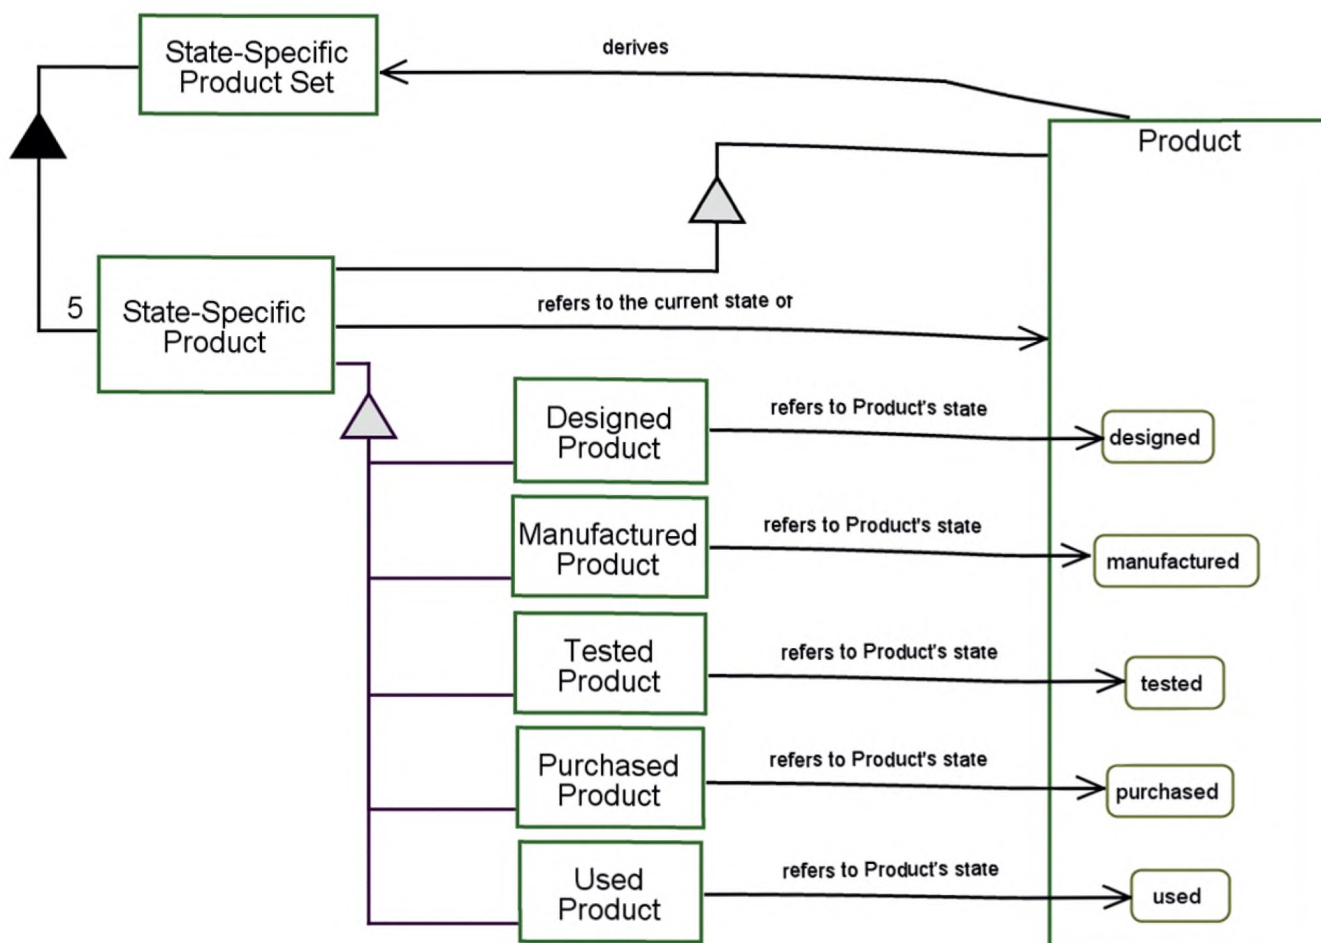 derives
State-Specific
Product Set
Product
5
State-Specific
Product
refers to the current state or
Designed
Product
refers to Product's state
designed
Manufactured
Product
refers to Product's state
manufactured
Tested
Product
refers to Product's state
tested
Purchased
Product
refers to Product's state
purchased
Used
Product
refers to Product's state
used